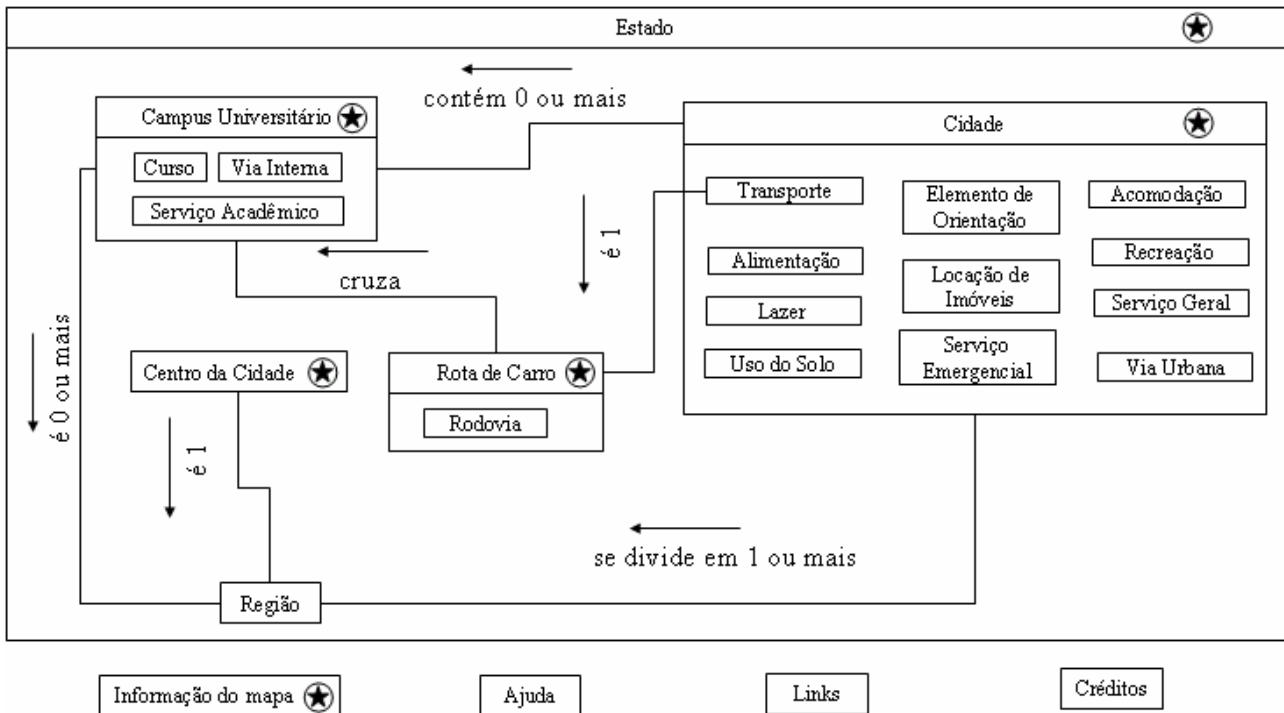 Estado
contém 0 ou mais
Campus Universitário
Curso
Via Interna
Serviço Acadêmico
Cidade
Transporte
Elemento de
Orientação
Acomodação
Alimentação
Locação de
Imóveis
Recreação
Lazer
Serviço Geral
Uso do Solo
Serviço
Emergencial
Via Urbana
é 1
cruza
é 0 ou mais
Centro da Cidade
Rota de Carro
Rodovia
é 1
se divide em 1 ou mais
Região
Informação do mapa
Ajuda
Links
Créditos